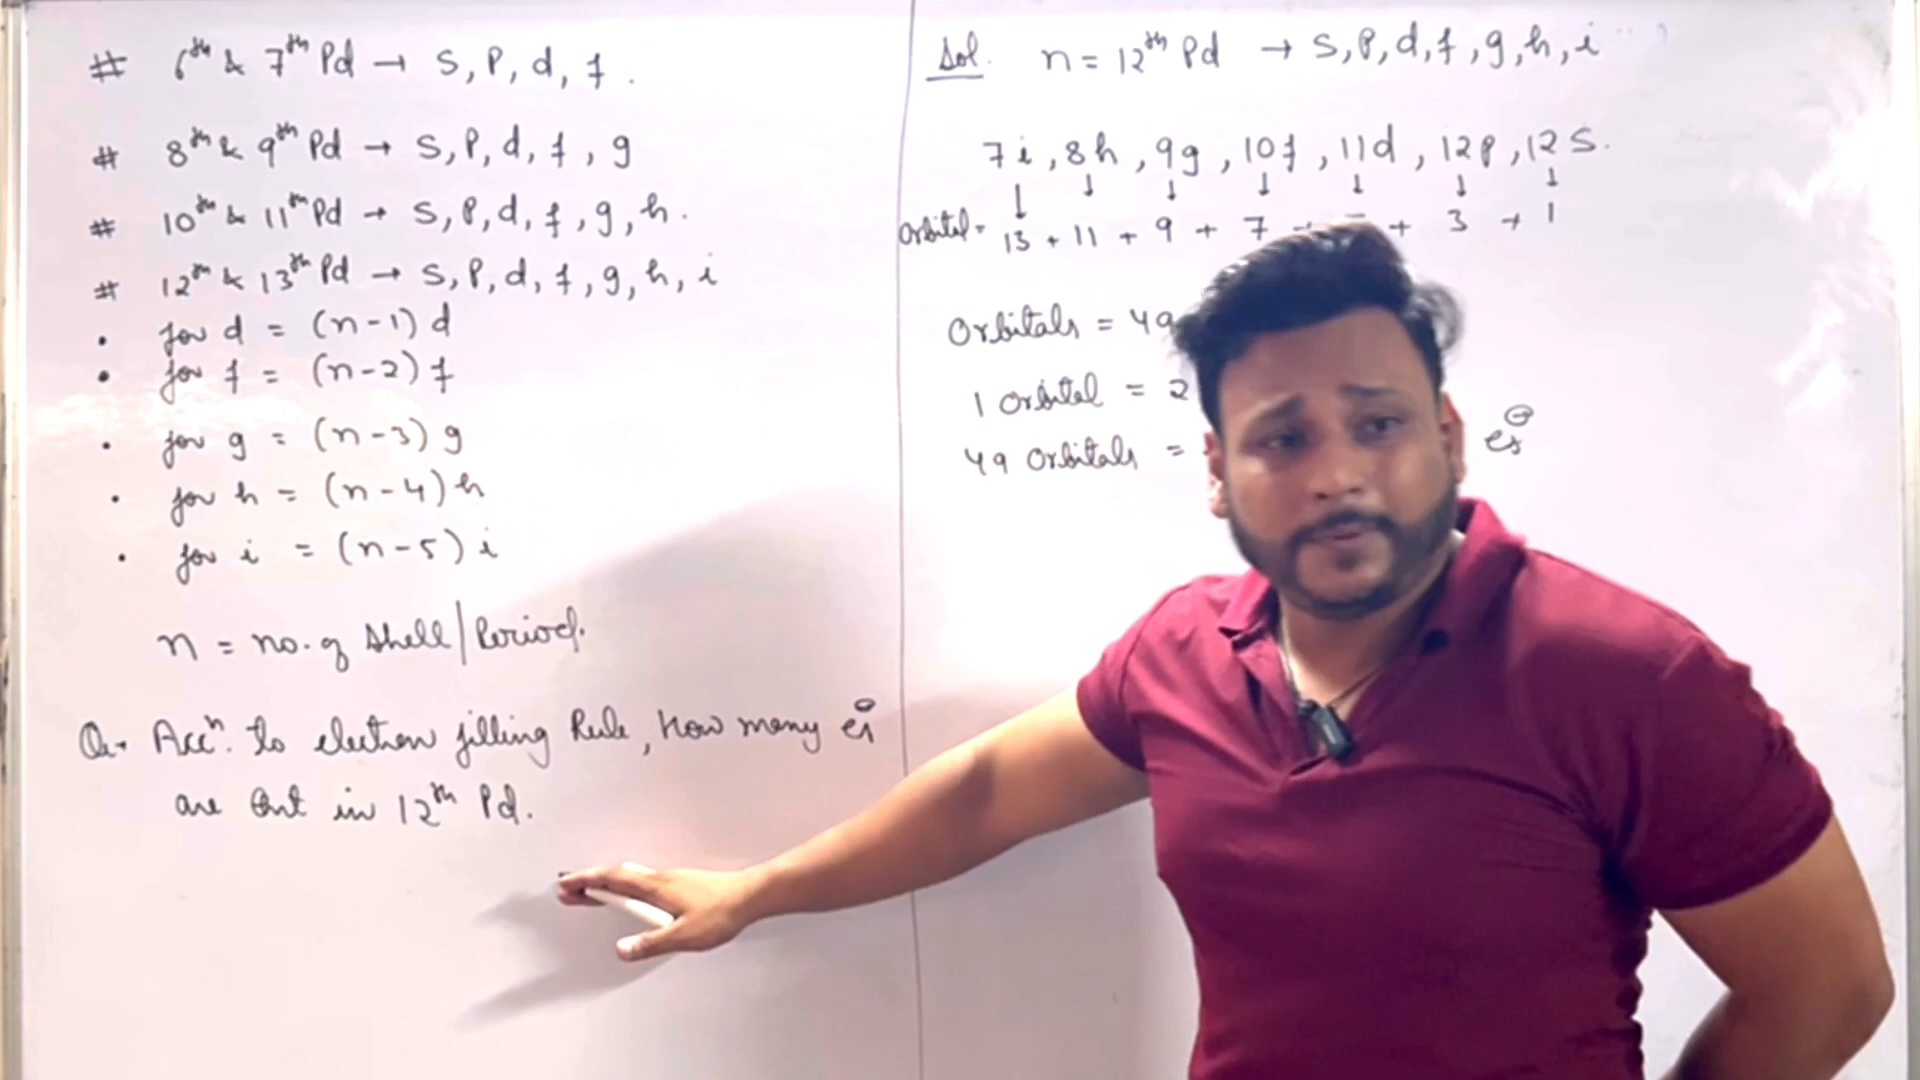 # 6th & 7th Pd → S, P, d, f.
# 8th & 9th Pd → S, P, d, f, g
# 10th & 11th Pd → S, P, d, f, g, h.
# 12th & 13th Pd → S, P, d, f, g, h, i
• for d = (n-1) d
• for f = (n-2) f
• for g = (n-3) g
• for h = (n-4) h
• for i = (n-5) i
n = no. of Shell/Period.
Q. Accn. to electron filling Rule, how many es⊖
are in 12th Pd.
Sol. n = 12th Pd → S, P, d, f, g, h, i
7i, 8h, 9g, 10f, 11d, 12p, 12s.
↓ ↓ ↓ ↓ ↓ ↓ ↓
Orbital = 13 + 11 + 9 + 7 + + 3 + 1
Orbitals = 49
1 Orbital = 2
49 Orbitals = es⊖